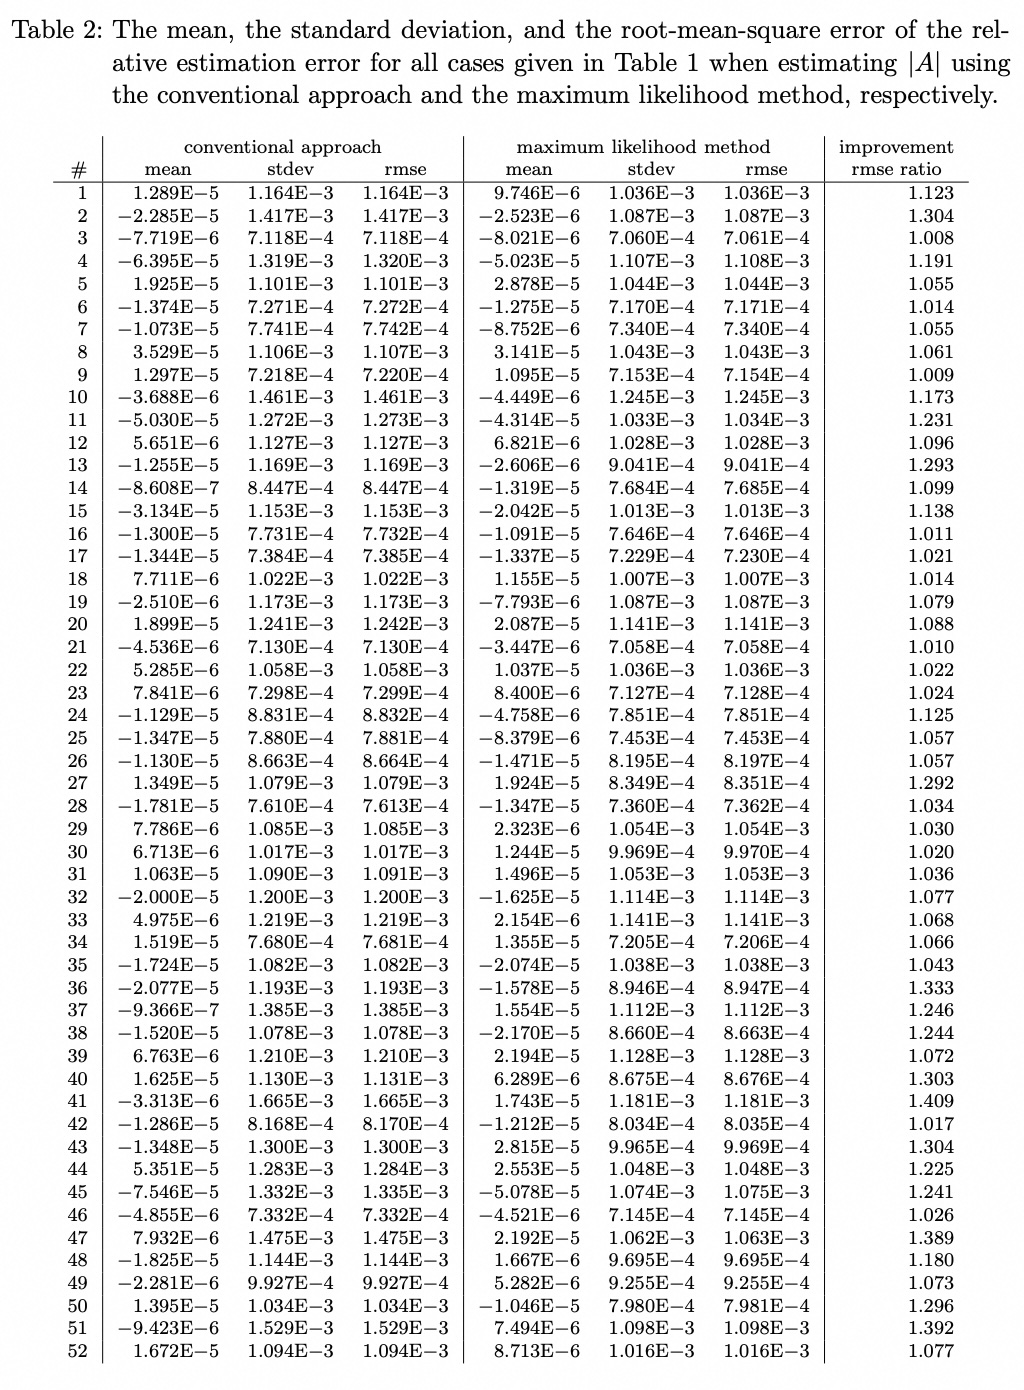 Table 2: The mean, the standard deviation, and the root-mean-square error of the rel-
ative estimation error for all cases given in Table 1 when estimating |A| using
the conventional approach and the maximum likelihood method, respectively.
conventional approach maximum likelihood method improvement
# mean stdev rmse mean stdev rmse rmse ratio
1 1.289E−5 1.164E−3 1.164E−3 9.746E−6 1.036E−3 1.036E−3 1.123
2 −2.285E−5 1.417E−3 1.417E−3 −2.523E−6 1.087E−3 1.087E−3 1.304
3 −7.719E−6 7.118E−4 7.118E−4 −8.021E−6 7.060E−4 7.061E−4 1.008
4 −6.395E−5 1.319E−3 1.320E−3 −5.023E−5 1.107E−3 1.108E−3 1.191
5 1.925E−5 1.101E−3 1.101E−3 2.878E−5 1.044E−3 1.044E−3 1.055
6 −1.374E−5 7.271E−4 7.272E−4 −1.275E−5 7.170E−4 7.171E−4 1.014
7 −1.073E−5 7.741E−4 7.742E−4 −8.752E−6 7.340E−4 7.340E−4 1.055
8 3.529E−5 1.106E−3 1.107E−3 3.141E−5 1.043E−3 1.043E−3 1.061
9 1.297E−5 7.218E−4 7.220E−4 1.095E−5 7.153E−4 7.154E−4 1.009
10 −3.688E−6 1.461E−3 1.461E−3 −4.449E−6 1.245E−3 1.245E−3 1.173
11 −5.030E−5 1.272E−3 1.273E−3 −4.314E−5 1.033E−3 1.034E−3 1.231
12 5.651E−6 1.127E−3 1.127E−3 6.821E−6 1.028E−3 1.028E−3 1.096
13 −1.255E−5 1.169E−3 1.169E−3 −2.606E−6 9.041E−4 9.041E−4 1.293
14 −8.608E−7 8.447E−4 8.447E−4 −1.319E−5 7.684E−4 7.685E−4 1.099
15 −3.134E−5 1.153E−3 1.153E−3 −2.042E−5 1.013E−3 1.013E−3 1.138
16 −1.300E−5 7.731E−4 7.732E−4 −1.091E−5 7.646E−4 7.646E−4 1.011
17 −1.344E−5 7.384E−4 7.385E−4 −1.337E−5 7.229E−4 7.230E−4 1.021
18 7.711E−6 1.022E−3 1.022E−3 1.155E−5 1.007E−3 1.007E−3 1.014
19 −2.510E−6 1.173E−3 1.173E−3 −7.793E−6 1.087E−3 1.087E−3 1.079
20 1.899E−5 1.241E−3 1.242E−3 2.087E−5 1.141E−3 1.141E−3 1.088
21 −4.536E−6 7.130E−4 7.130E−4 −3.447E−6 7.058E−4 7.058E−4 1.010
22 5.285E−6 1.058E−3 1.058E−3 1.037E−5 1.036E−3 1.036E−3 1.022
23 7.841E−6 7.298E−4 7.299E−4 8.400E−6 7.127E−4 7.128E−4 1.024
24 −1.129E−5 8.831E−4 8.832E−4 −4.758E−6 7.851E−4 7.851E−4 1.125
25 −1.347E−5 7.880E−4 7.881E−4 −8.379E−6 7.453E−4 7.453E−4 1.057
26 −1.130E−5 8.663E−4 8.664E−4 −1.471E−5 8.195E−4 8.197E−4 1.057
27 1.349E−5 1.079E−3 1.079E−3 1.924E−5 8.349E−4 8.351E−4 1.292
28 −1.781E−5 7.610E−4 7.613E−4 −1.347E−5 7.360E−4 7.362E−4 1.034
29 7.786E−6 1.085E−3 1.085E−3 2.323E−6 1.054E−3 1.054E−3 1.030
30 6.713E−6 1.017E−3 1.017E−3 1.244E−5 9.969E−4 9.970E−4 1.020
31 1.063E−5 1.090E−3 1.091E−3 1.496E−5 1.053E−3 1.053E−3 1.036
32 −2.000E−5 1.200E−3 1.200E−3 −1.625E−5 1.114E−3 1.114E−3 1.077
33 4.975E−6 1.219E−3 1.219E−3 2.154E−6 1.141E−3 1.141E−3 1.068
34 1.519E−5 7.680E−4 7.681E−4 1.355E−5 7.205E−4 7.206E−4 1.066
35 −1.724E−5 1.082E−3 1.082E−3 −2.074E−5 1.038E−3 1.038E−3 1.043
36 −2.077E−5 1.193E−3 1.193E−3 −1.578E−5 8.946E−4 8.947E−4 1.333
37 −9.366E−7 1.385E−3 1.385E−3 1.554E−5 1.112E−3 1.112E−3 1.246
38 −1.520E−5 1.078E−3 1.078E−3 −2.170E−5 8.660E−4 8.663E−4 1.244
39 6.763E−6 1.210E−3 1.210E−3 2.194E−5 1.128E−3 1.128E−3 1.072
40 1.625E−5 1.130E−3 1.131E−3 6.289E−6 8.675E−4 8.676E−4 1.303
41 −3.313E−6 1.665E−3 1.665E−3 1.743E−5 1.181E−3 1.181E−3 1.409
42 −1.286E−5 8.168E−4 8.170E−4 −1.212E−5 8.034E−4 8.035E−4 1.017
43 −1.348E−5 1.300E−3 1.300E−3 2.815E−5 9.965E−4 9.969E−4 1.304
44 5.351E−5 1.283E−3 1.284E−3 2.553E−5 1.048E−3 1.048E−3 1.225
45 −7.546E−5 1.332E−3 1.335E−3 −5.078E−5 1.074E−3 1.075E−3 1.241
46 −4.855E−6 7.332E−4 7.332E−4 −4.521E−6 7.145E−4 7.145E−4 1.026
47 7.932E−6 1.475E−3 1.475E−3 2.192E−5 1.062E−3 1.063E−3 1.389
48 −1.825E−5 1.144E−3 1.144E−3 1.667E−6 9.695E−4 9.695E−4 1.180
49 −2.281E−6 9.927E−4 9.927E−4 5.282E−6 9.255E−4 9.255E−4 1.073
50 1.395E−5 1.034E−3 1.034E−3 −1.046E−5 7.980E−4 7.981E−4 1.296
51 −9.423E−6 1.529E−3 1.529E−3 7.494E−6 1.098E−3 1.098E−3 1.392
52 1.672E−5 1.094E−3 1.094E−3 8.713E−6 1.016E−3 1.016E−3 1.077